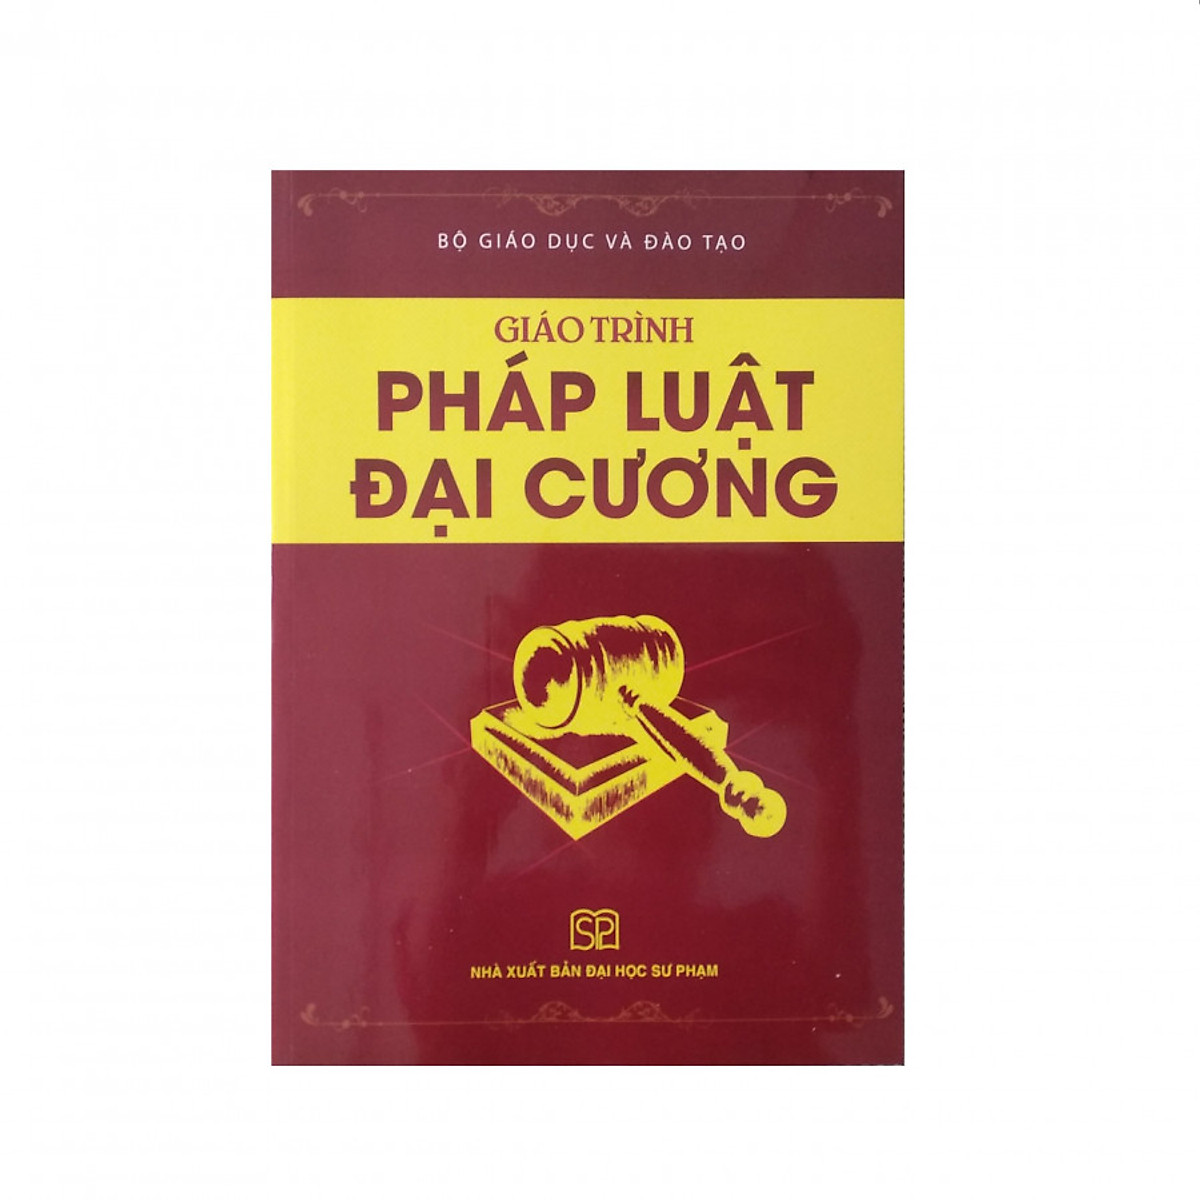 BỘ GIÁO DỤC VÀ ĐÀO TẠO
GIÁO TRÌNH
PHÁP LUẬT
ĐẠI CƯƠNG
SP
NHÀ XUẤT BẢN ĐẠI HỌC SƯ PHẠM